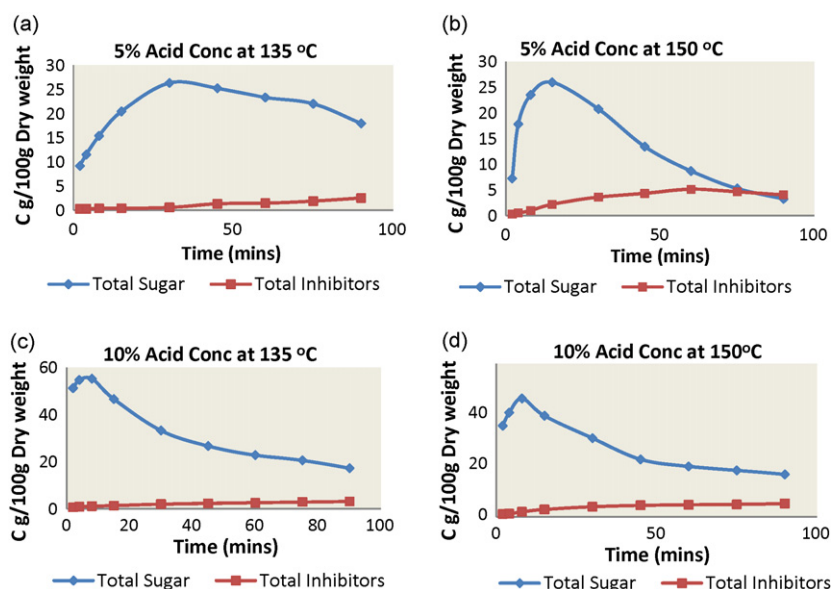 (a)
5% Acid Conc at 135 ºC
C g/100g Dry weight
30
25
20
15
10
5
0
0
50
100
Time (mins)
Total Sugar
Total Inhibitors
(b)
5% Acid Conc at 150 ºC
C g/100g Dry weight
30
25
20
15
10
5
0
0
50
100
Time (mins)
Total Sugar
Total Inhibitors
(c)
10% Acid Conc at 135 ºC
C g/100g Dry weight
60
40
20
0
0
20
40
60
80
100
Time (mins)
Total Sugar
Total Inhibitors
(d)
10% Acid Conc at 150ºC
C g/100g Dry weight
40
20
0
0
50
100
Time (mins)
Total Sugar
Total Inhibitors